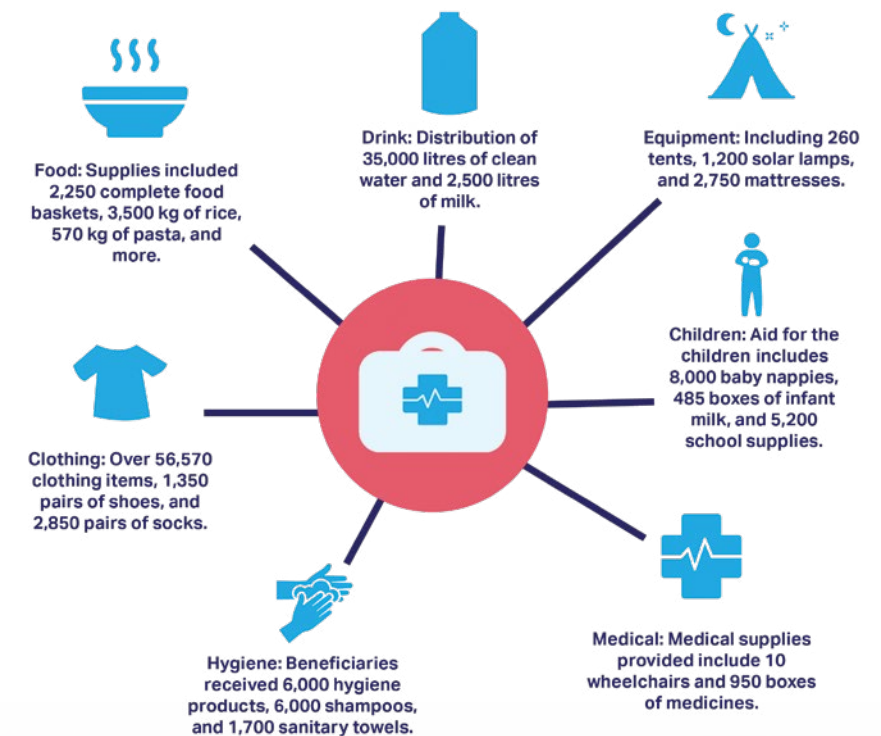 Food: Supplies included
2,250 complete food
baskets, 3,500 kg of rice,
570 kg of pasta, and
more.
Drink: Distribution of
35,000 litres of clean
water and 2,500 litres
of milk.
Equipment: Including 260
tents, 1,200 solar lamps,
and 2,750 mattresses.
Children: Aid for the
children includes
8,000 baby nappies,
485 boxes of infant
milk, and 5,200
school supplies.
Clothing: Over 56,570
clothing items, 1,350
pairs of shoes, and
2,850 pairs of socks.
Hygiene: Beneficiaries
received 6,000 hygiene
products, 6,000 shampoos,
and 1,700 sanitary towels.
Medical: Medical supplies
provided include 10
wheelchairs and 950 boxes
of medicines.